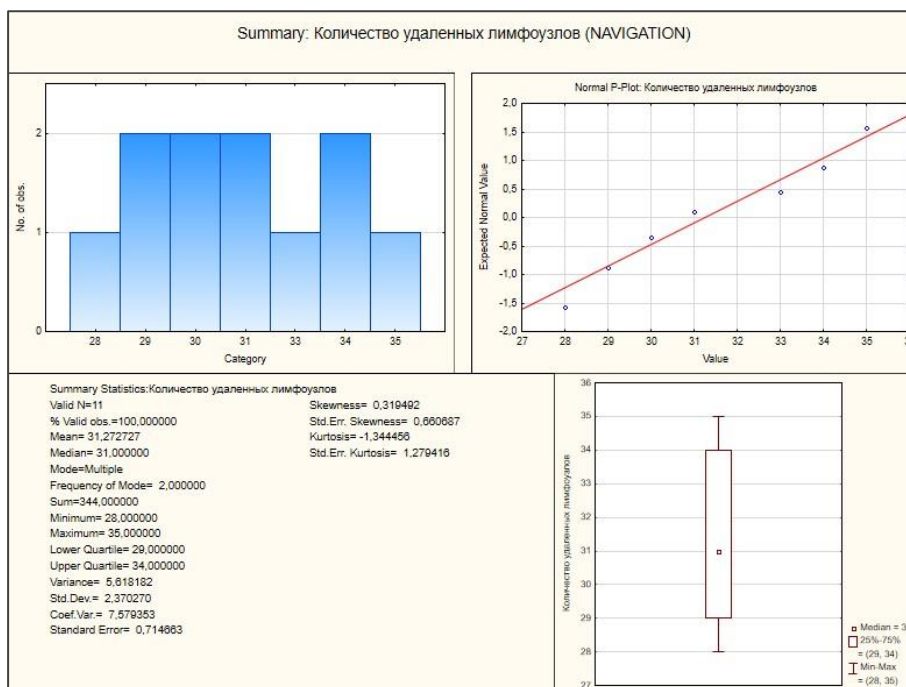 Summary: Количество удаленных лимфоузлов (NAVIGATION)
No. of obs.
2
1
0
28 29 30 31 33 34 35
Category
Normal P-Plot: Количество удаленных лимфоузлов
Expected Normal Value
2,0
1,5
1,0
0,5
0,0
-0,5
-1,0
-1,5
-2,0
27 28 29 30 31 32 33 34 35
Value
Summary Statistics:Количество удаленных лимфоузлов
Valid N=11
% Valid obs.=100,000000
Mean= 31,272727
Median= 31,000000
Mode=Multiple
Frequency of Mode= 2,000000
Sum=344,000000
Minimum= 28,000000
Maximum= 35,000000
Lower Quartile= 29,000000
Upper Quartile= 34,000000
Variance= 5,618182
Std.Dev.= 2,370270
Coef.Var.= 7,579353
Standard Error= 0,714663
Skewness= 0,319492
Std.Err. Skewness= 0,660687
Kurtosis= -1,344456
Std.Err. Kurtosis= 1,279416
Количество удаленных лимфоузлов
36
35
34
33
32
31
30
29
28
27
Median = 3
25%-75%
= (29, 34)
Min-Max
= (28, 35)